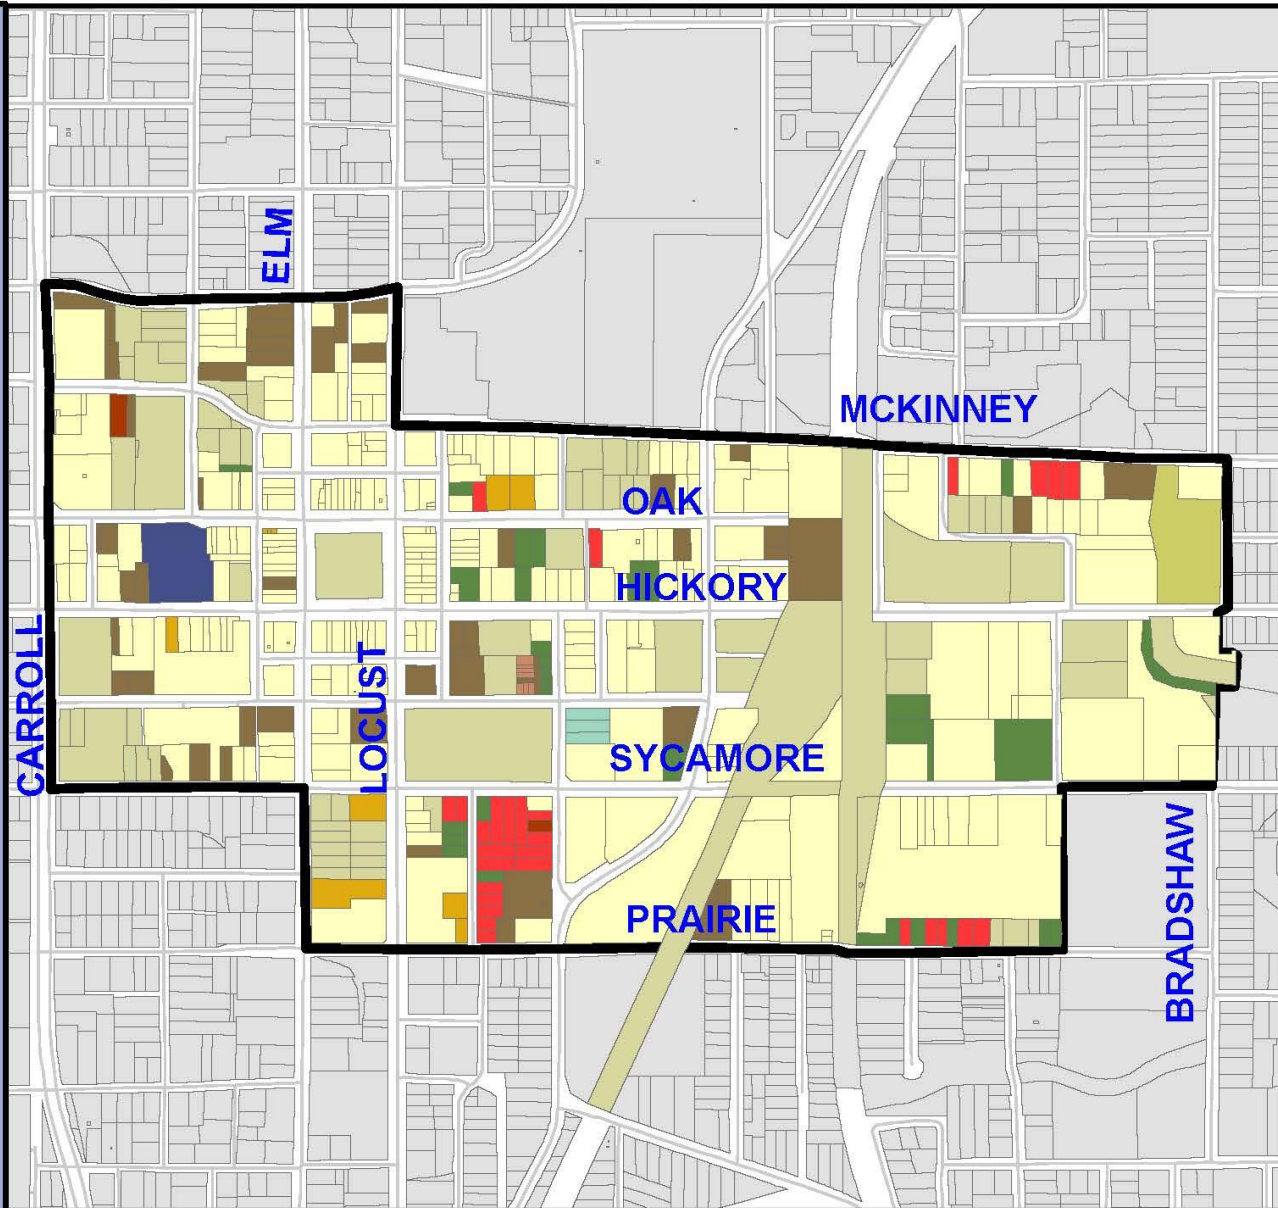 ELM
MCKINNEY
OAK
HICKORY
CARROLL
LOCUST
SYCAMORE
BRADSHAW
PRAIRIE